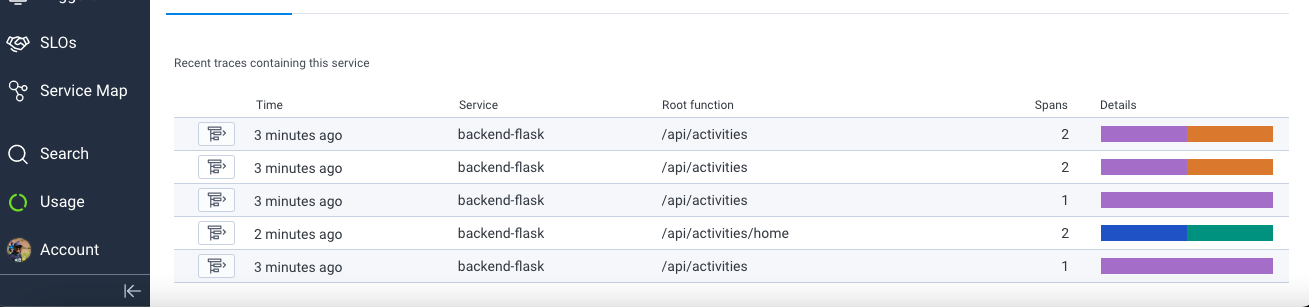 SLOs
Service Map
Search
Usage
Account
Recent traces containing this service
Time Service Root function Spans Details
3 minutes ago backend-flask /api/activities 2
3 minutes ago backend-flask /api/activities 2
3 minutes ago backend-flask /api/activities 1
2 minutes ago backend-flask /api/activities/home 2
3 minutes ago backend-flask /api/activities 1